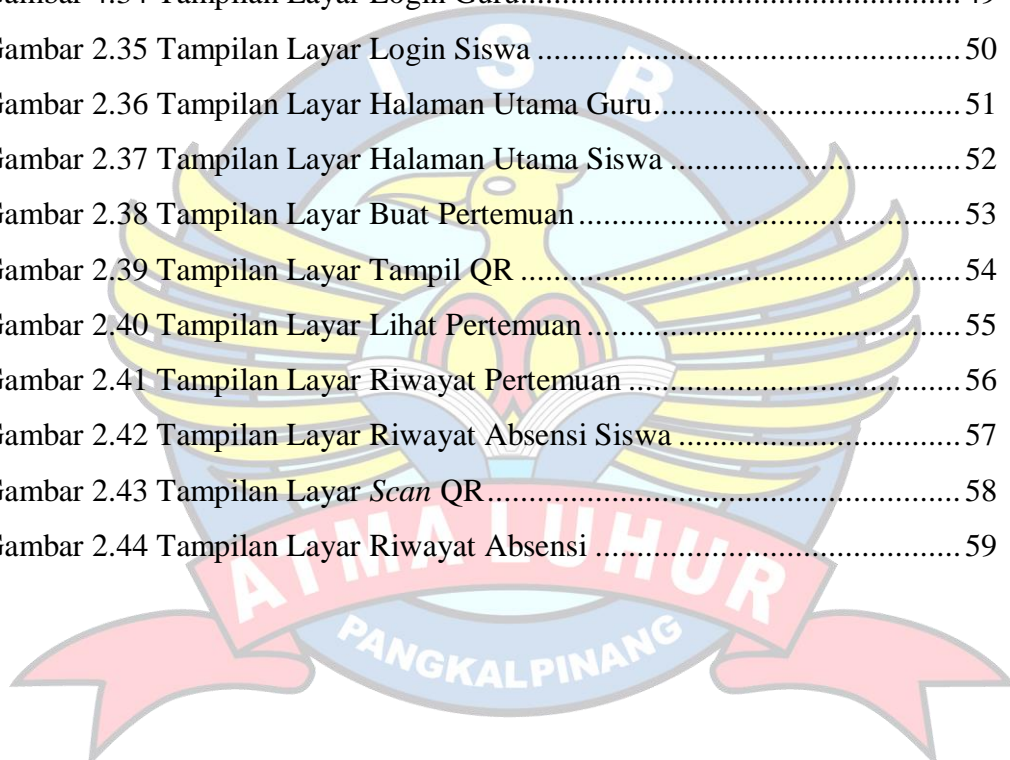 Gambar 4.34 Tampilan Layar Login Guru..................................................... 49
Gambar 2.35 Tampilan Layar Login Siswa .................................................... 50
Gambar 2.36 Tampilan Layar Halaman Utama Guru..................................... 51
Gambar 2.37 Tampilan Layar Halaman Utama Siswa ................................... 52
Gambar 2.38 Tampilan Layar Buat Pertemuan .............................................. 53
Gambar 2.39 Tampilan Layar Tampil QR ..................................................... 54
Gambar 2.40 Tampilan Layar Lihat Pertemuan ............................................. 55
Gambar 2.41 Tampilan Layar Riwayat Pertemuan ........................................ 56
Gambar 2.42 Tampilan Layar Riwayat Absensi Siswa .................................. 57
Gambar 2.43 Tampilan Layar Scan QR......................................................... 58
Gambar 2.44 Tampilan Layar Riwayat Absensi ............................................ 59
I S B
ATMA LUHUR
PANGKALPINANG